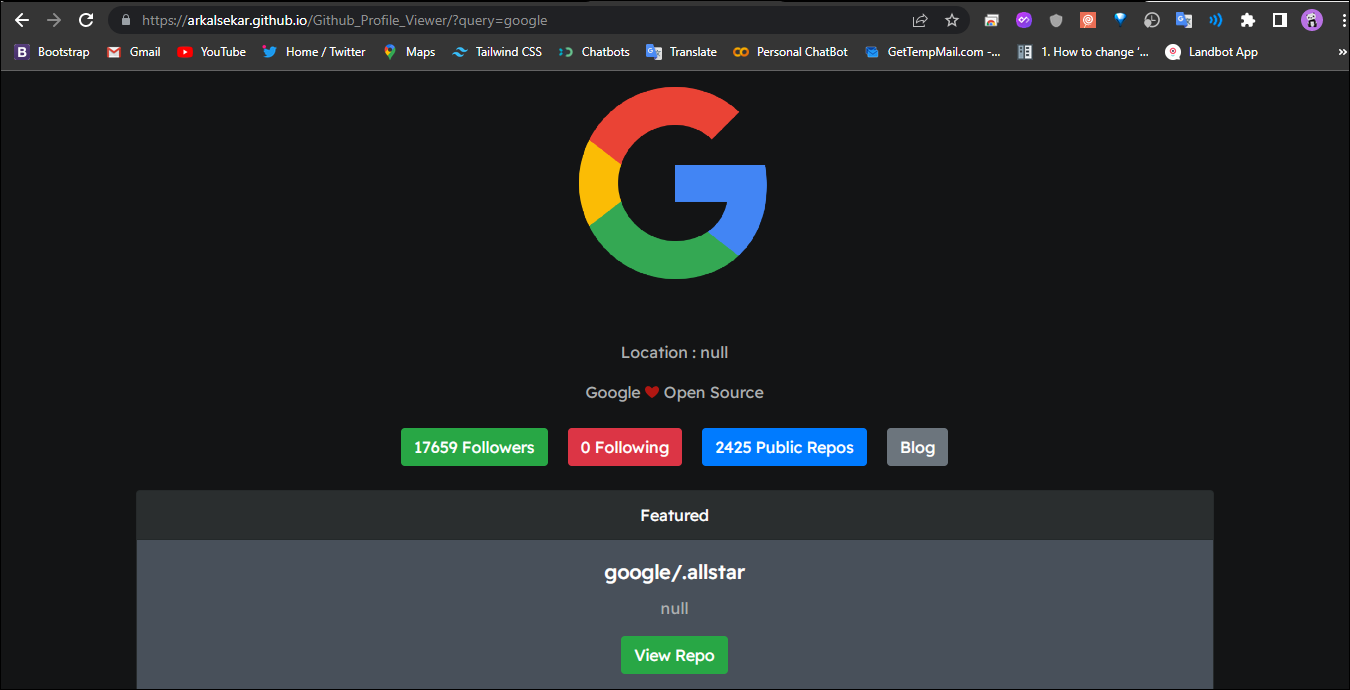 https://arkalsekar.github.io/Github_Profile_Viewer/?query=google
B Bootstrap Gmail YouTube Home / Twitter Maps Tailwind CSS Chatbots Translate Personal ChatBot GetTempMail.com -... 1. How to change '... Landbot App »
Location : null
Google ❤ Open Source
17659 Followers 0 Following 2425 Public Repos Blog
Featured
google/.allstar
null
View Repo